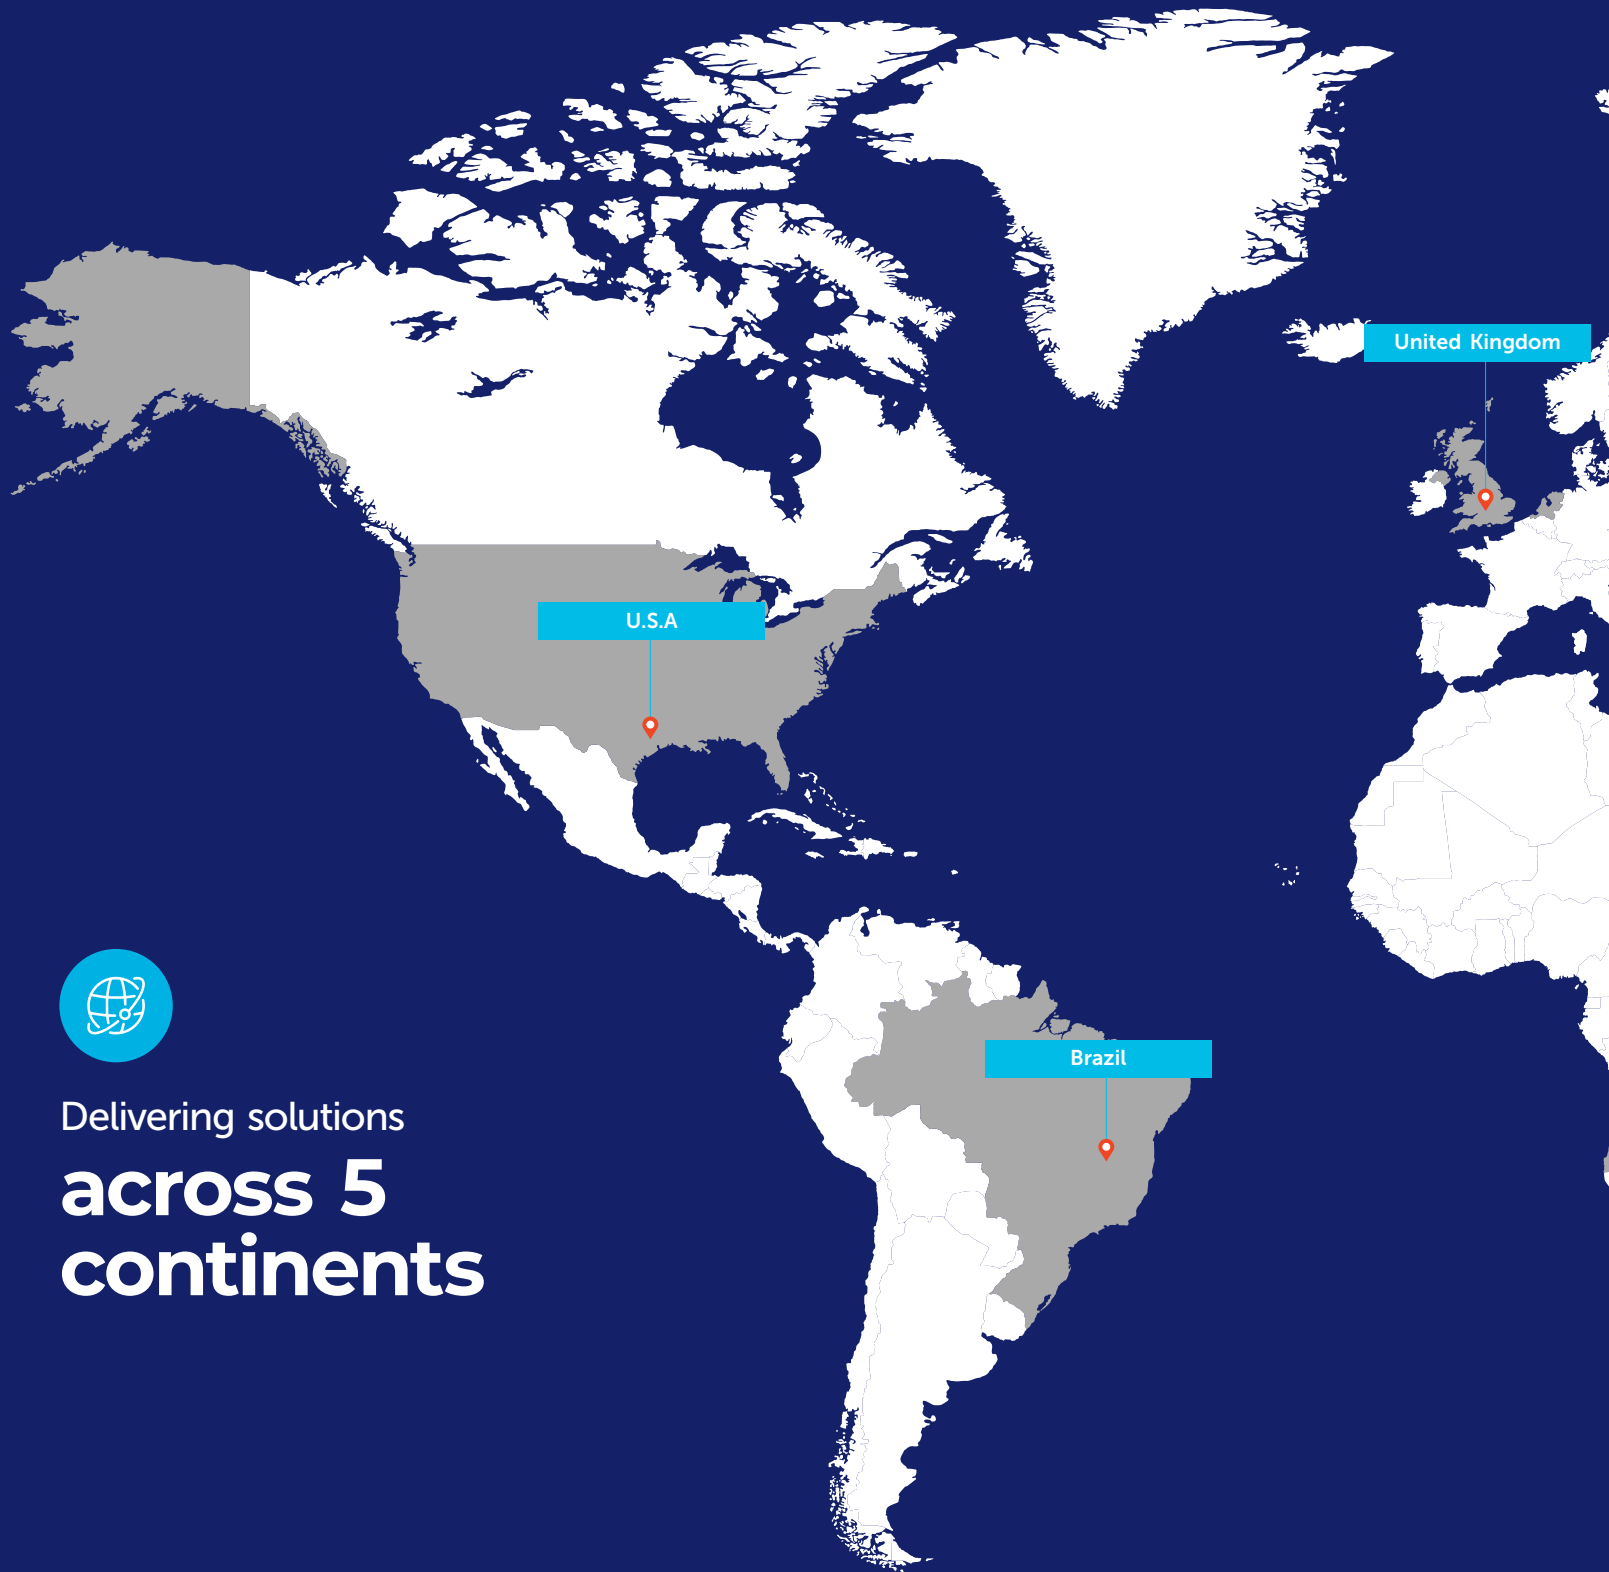 United Kingdom
U.S.A
Brazil
Delivering solutions
across 5
continents